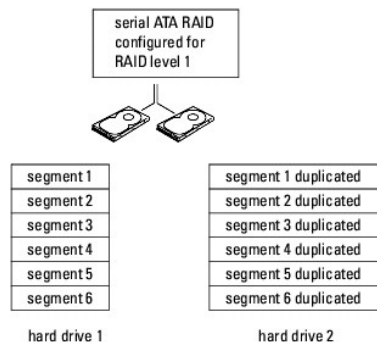 serial ATA RAID
configured for
RAID level 1
segment 1
segment 2
segment 3
segment 4
segment 5
segment 6
hard drive 1
segment 1 duplicated
segment 2 duplicated
segment 3 duplicated
segment 4 duplicated
segment 5 duplicated
segment 6 duplicated
hard drive 2